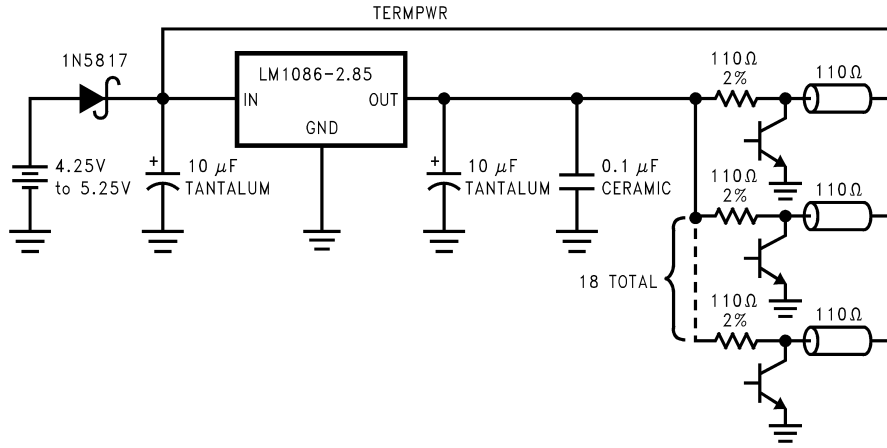 TERMPWR
1N5817
LM1086-2.85
IN
OUT
GND
4.25V
to 5.25V
+
10 μF
TANTALUM
+
10 μF
TANTALUM
0.1 μF
CERAMIC
110Ω
2%
110Ω
110Ω
2%
110Ω
18 TOTAL
110Ω
2%
110Ω